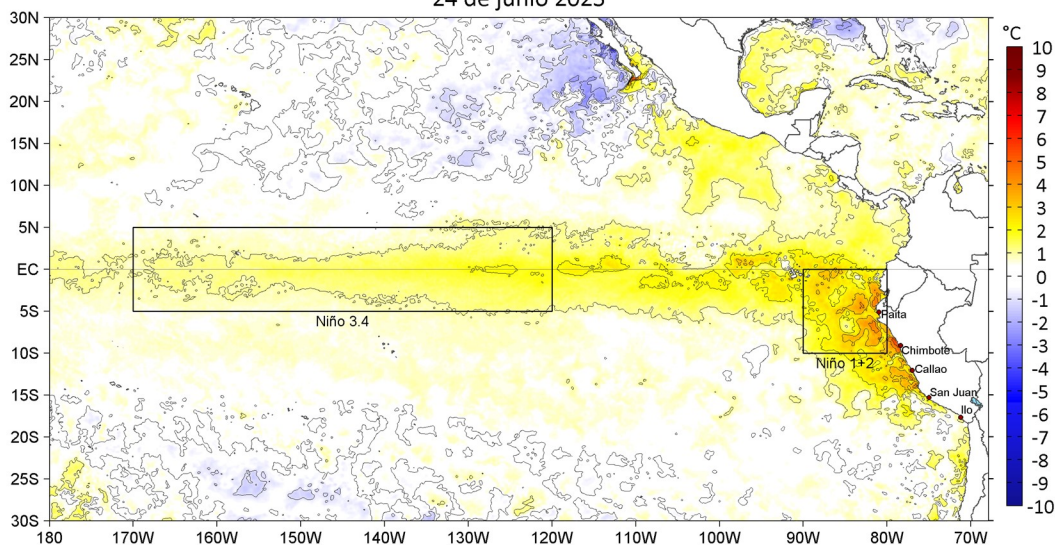 24 de junio 2023
30N
25N
20N
15N
10N
5N
EC
5S
10S
15S
20S
25S
30S
180
170W
160W
150W
140W
130W
120W
110W
100W
90W
80W
70W
Niño 3.4
Niño 1+2
Paita
Chimbote
Callao
San Juan
Ilo
°C
10
9
8
7
6
5
4
3
2
1
0
-1
-2
-3
-4
-5
-6
-7
-8
-9
-10